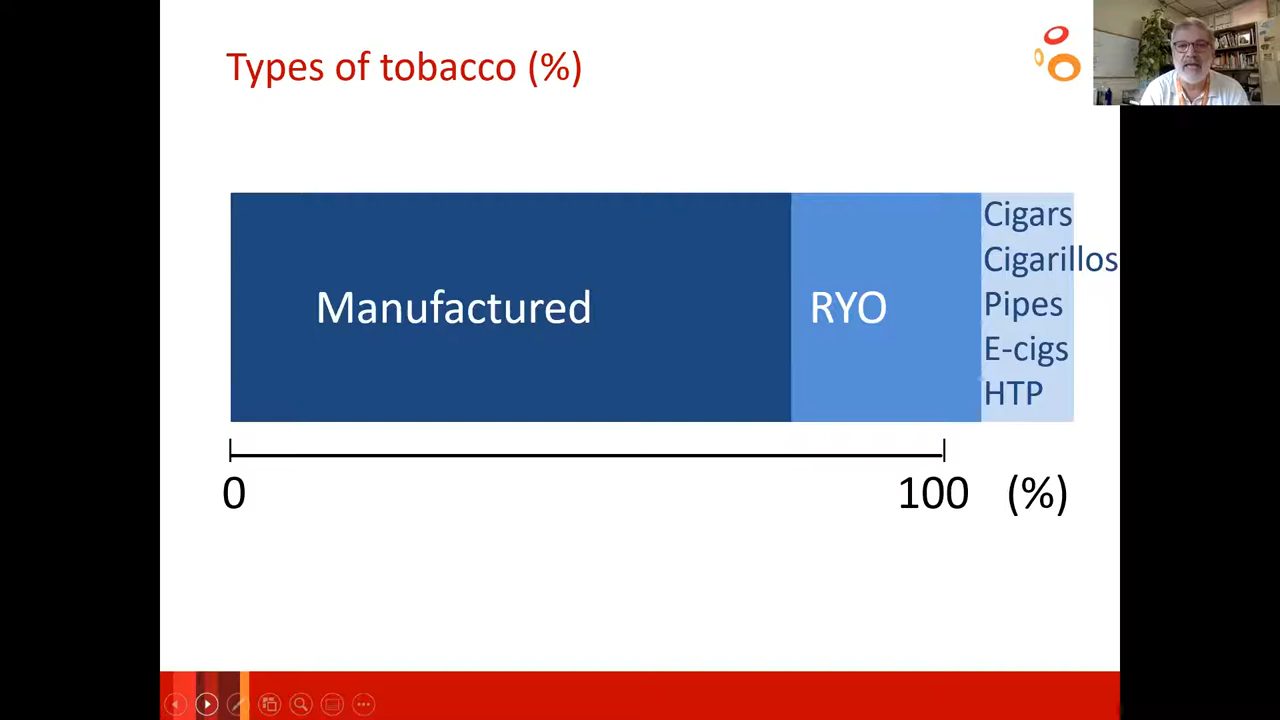 Types of tobacco (%)
Manufactured
RYO
Cigars
Cigarillos
Pipes
E-cigs
HTP
0
100
(%)